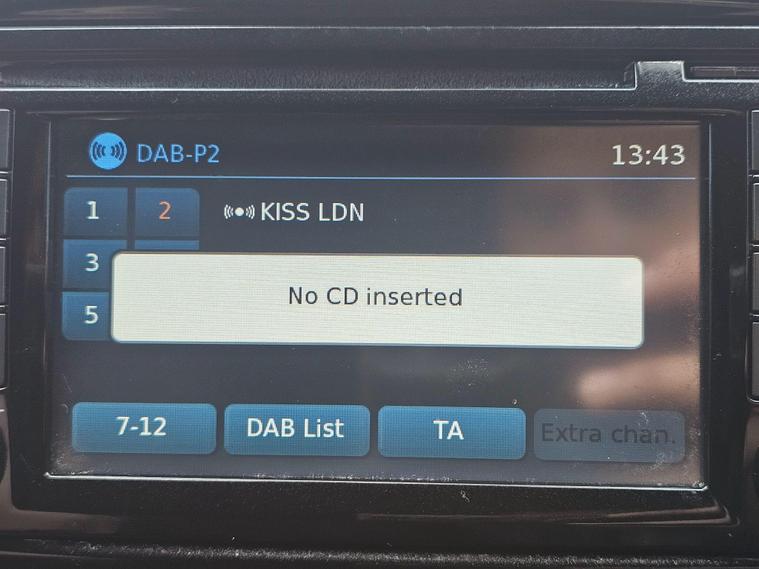 DAB-P2 13:43
1 2 KISS LDN
3
No CD inserted
5
7-12 DAB List TA Extra chan.